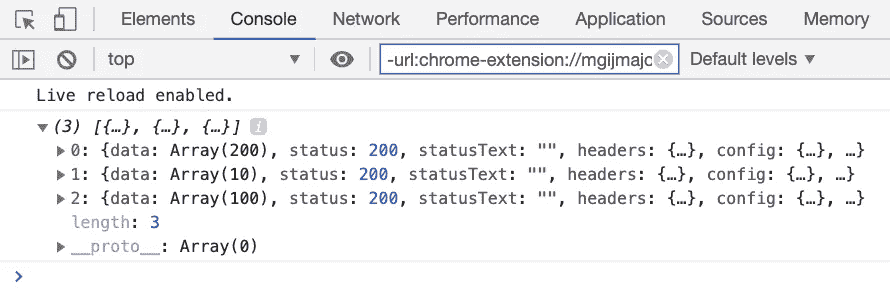 Elements Console Network Performance Application Sources Memory
top -url:chrome-extension://mgijmajc Default levels
Live reload enabled.
(3) [{…}, {…}, {…}] i
0: {data: Array(200), status: 200, statusText: "", headers: {…}, config: {…}, …}
1: {data: Array(10), status: 200, statusText: "", headers: {…}, config: {…}, …}
2: {data: Array(100), status: 200, statusText: "", headers: {…}, config: {…}, …}
length: 3
__proto__: Array(0)